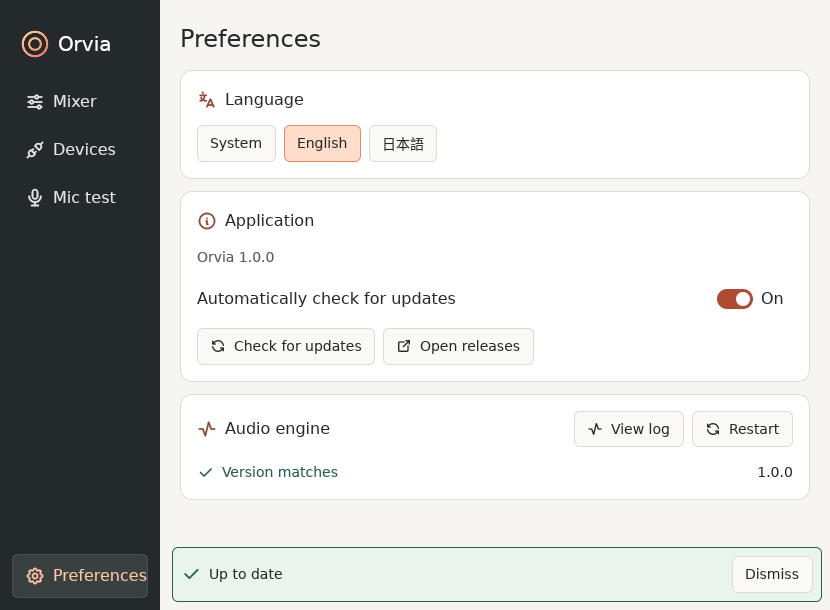 Orvia
Mixer
Devices
Mic test
Preferences
Preferences
Language
System English 日本語
Application
Orvia 1.0.0
Automatically check for updates On
Check for updates Open releases
Audio engine View log Restart
Version matches 1.0.0
Up to date Dismiss